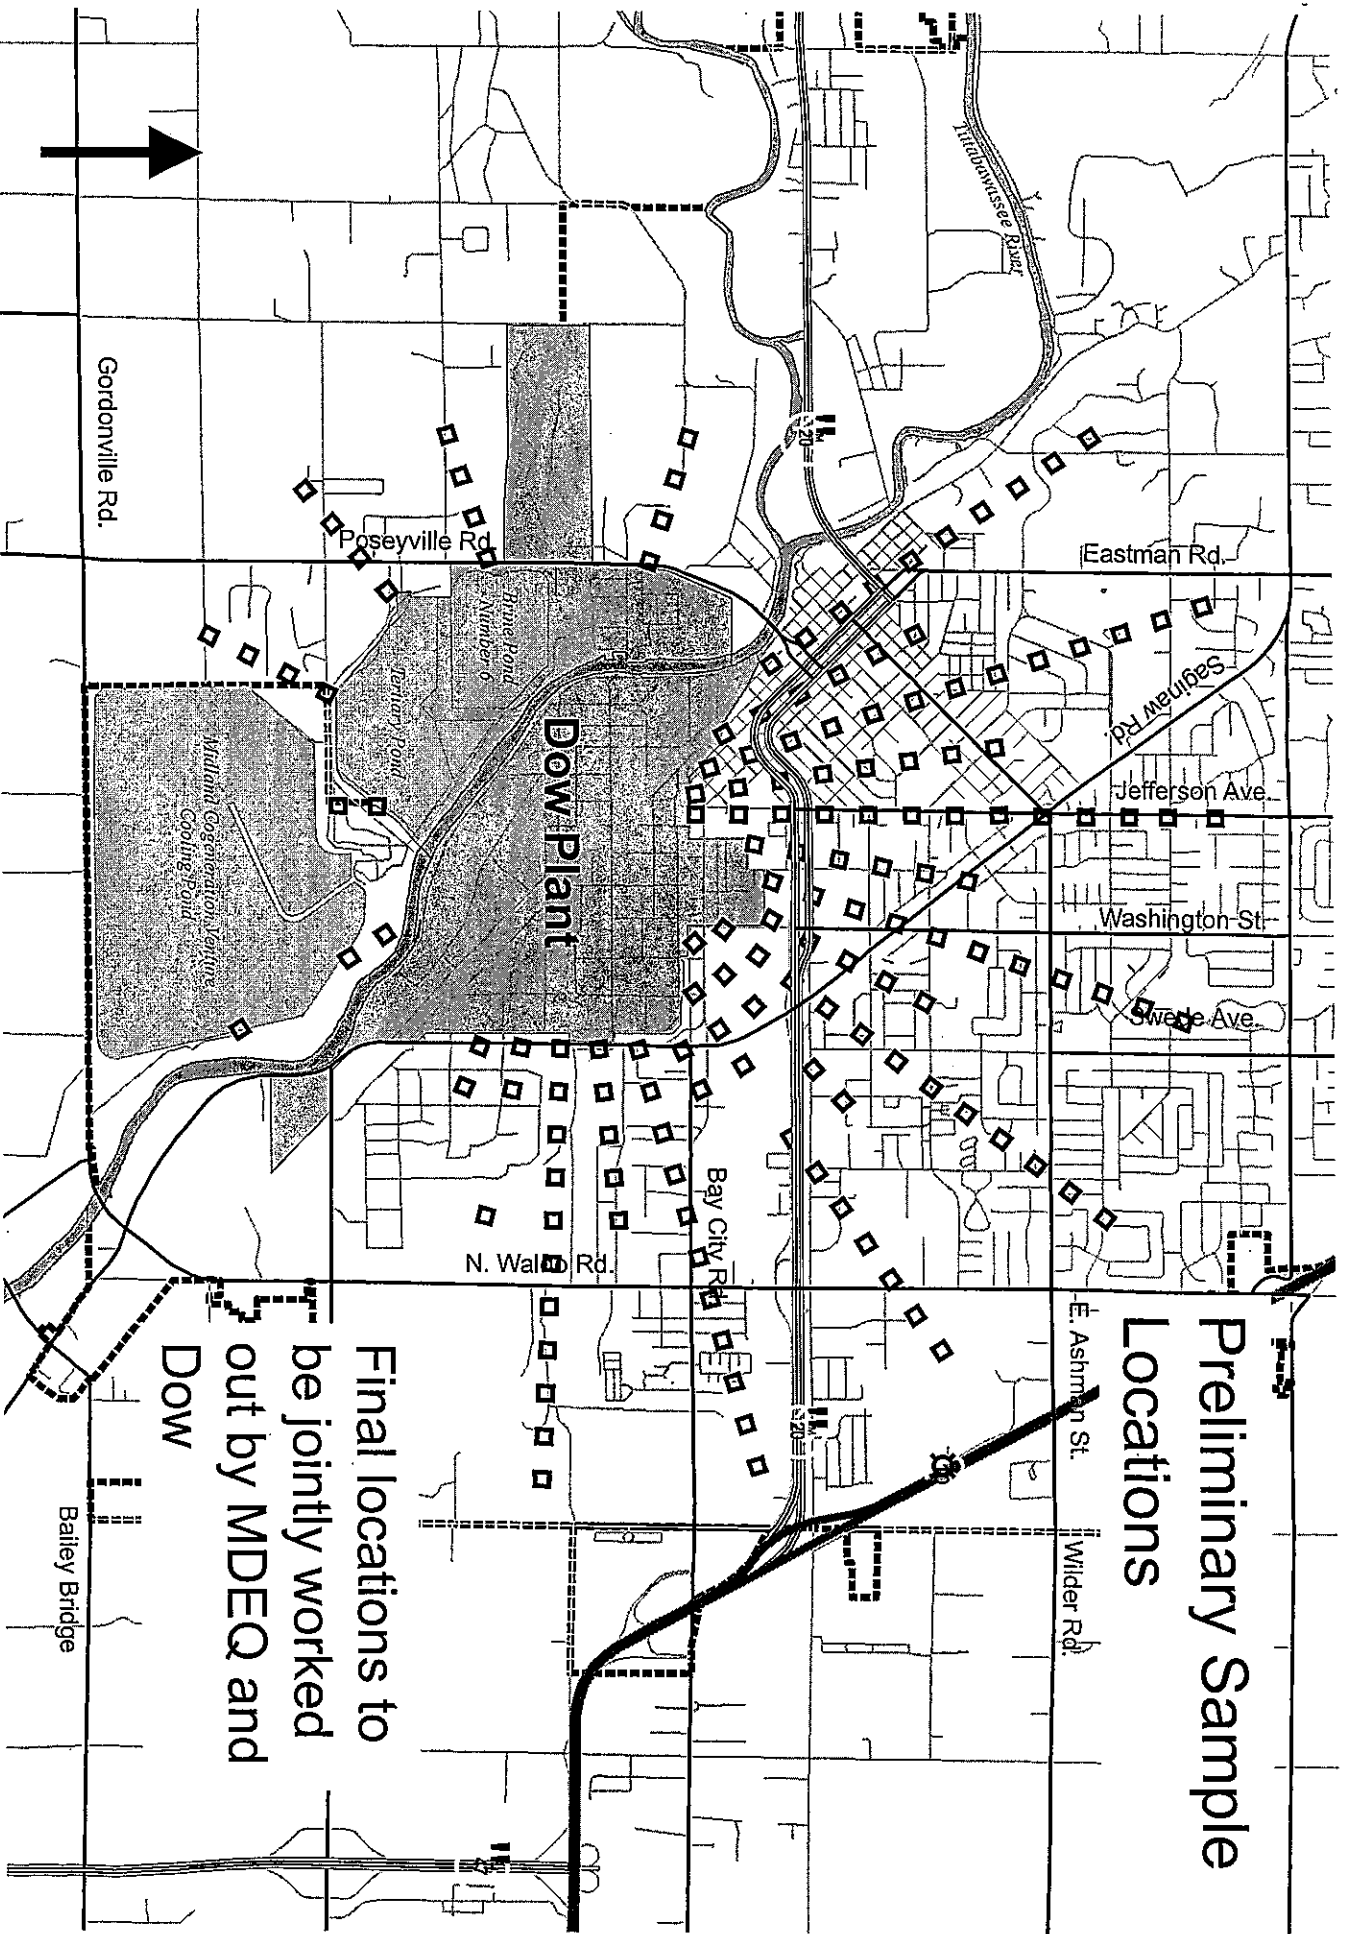 Preliminary Sample
Locations
Final locations to
be jointly worked
out by MDEQ and
Dow
Tittabawassee River
Gordonville Rd.
Poseyville Rd.
Eastman Rd.
Saginaw Rd.
Jefferson Ave.
Washington St.
Swede Ave.
Brine Pond
Number 6
Tertiary Pond
Dow Plant
Midland Cogeneration Venture
Cooling Pond
Bay City Rd.
N. Waldo Rd.
E. Ashman St.
Wilder Rd.
Bailey Bridge
20
20